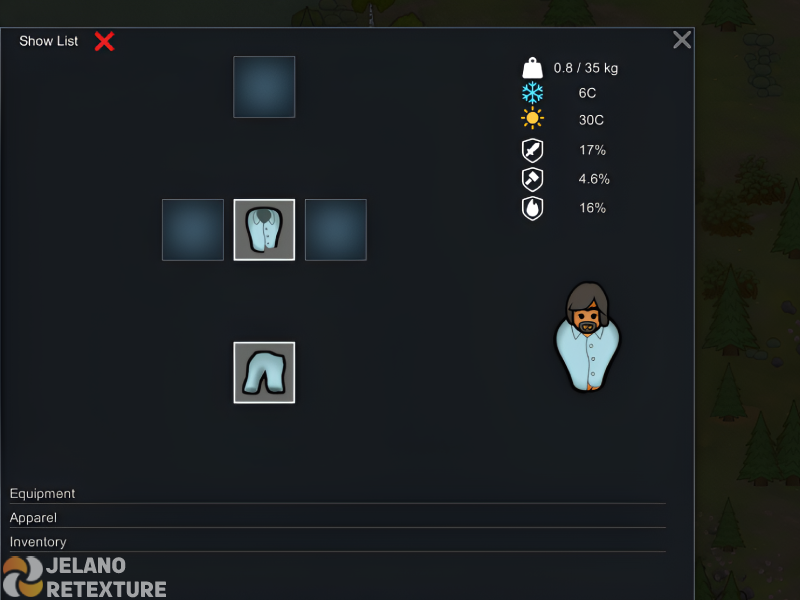 Show List
0.8 / 35 kg
6C
30C
17%
4.6%
16%
Equipment
Apparel
Inventory
JELANO
RETEXTURE